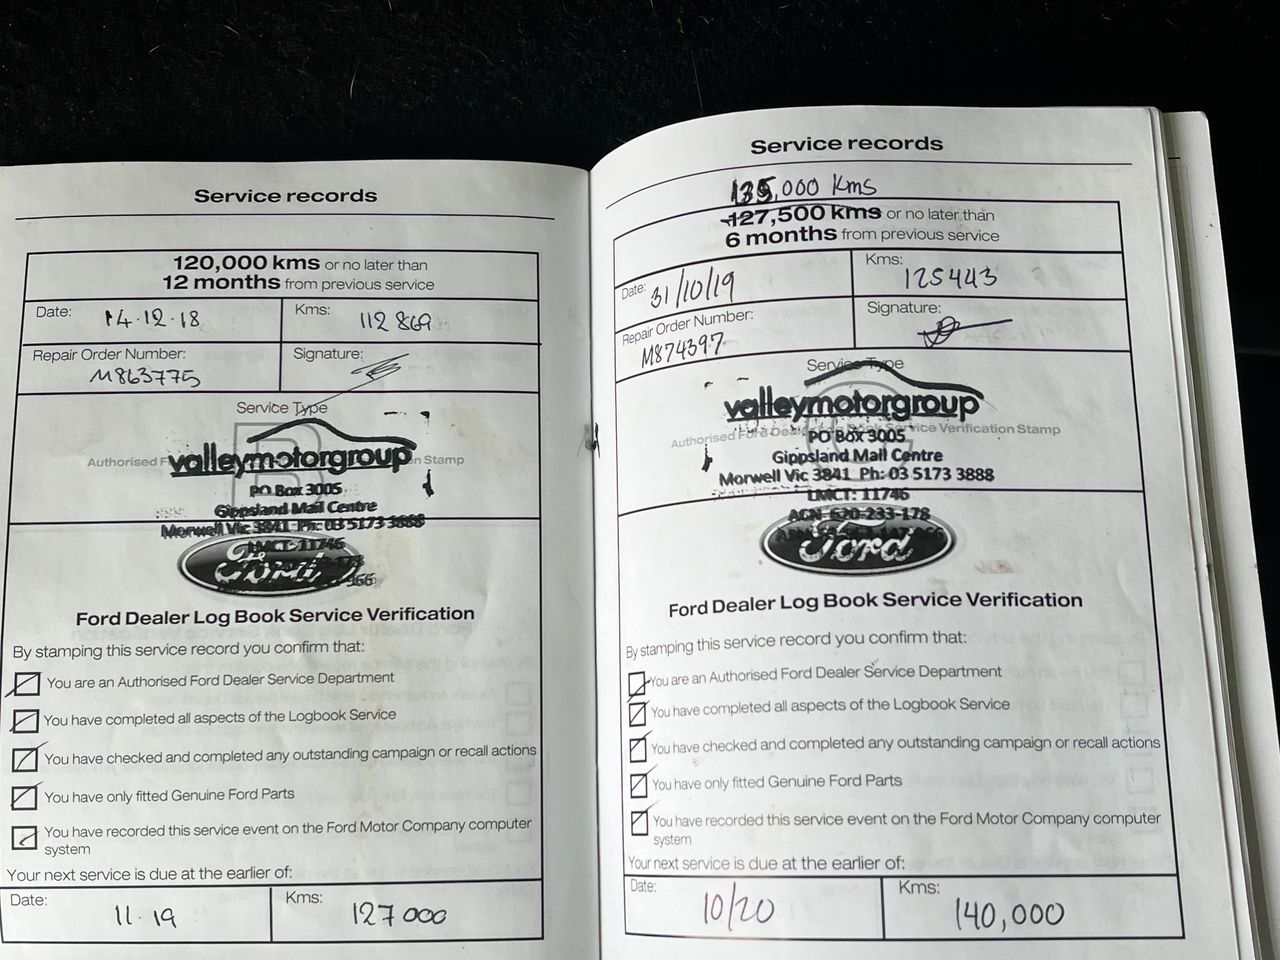 Service records
120,000 kms or no later than
12 months from previous service
Date: 14.12.18
Kms: 112869
Repair Order Number: M863775
Signature:
Service Type
B
Authorised F
n Stamp
valleymotorgroup
PO Box 3005
Gippsland Mail Centre
Morwell Vic 3841 Ph: 03 5173 3888
LMCT: 11746
Ford
Ford Dealer Log Book Service Verification
By stamping this service record you confirm that:
You are an Authorised Ford Dealer Service Department
You have completed all aspects of the Logbook Service
You have checked and completed any outstanding campaign or recall actions
You have only fitted Genuine Ford Parts
You have recorded this service event on the Ford Motor Company computer
system
Your next service is due at the earlier of:
Date: 11.19
Kms: 127000
Service records
135,000 Kms
127,500 kms or no later than
6 months from previous service
Date: 31/10/19
Kms: 125443
Repair Order Number: M874397
Signature:
Service Type
valleymotorgroup
Authorised Ford Service Verification Stamp
PO Box 3005
Gippsland Mail Centre
Morwell Vic 3841 Ph: 03 5173 3888
LMCT: 11746
ACN 620-233-178
Ford
Ford Dealer Log Book Service Verification
By stamping this service record you confirm that:
You are an Authorised Ford Dealer Service Department
You have completed all aspects of the Logbook Service
You have checked and completed any outstanding campaign or recall actions
You have only fitted Genuine Ford Parts
You have recorded this service event on the Ford Motor Company computer
system
Your next service is due at the earlier of:
Date: 10/20
Kms: 140,000